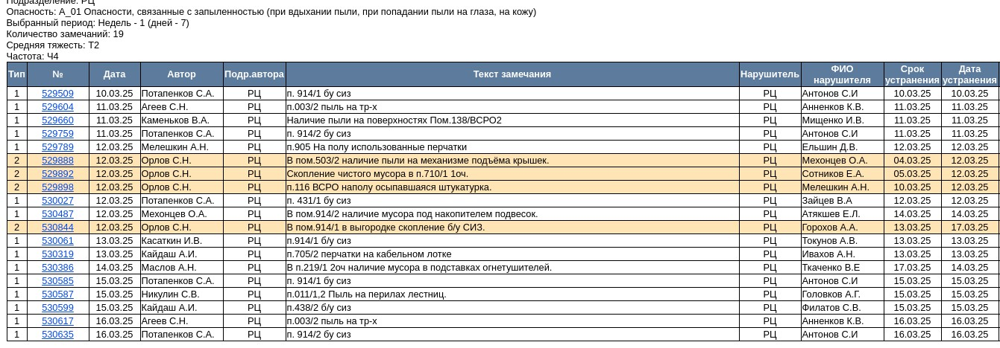 Подразделение: РЦ
Опасность: A_01 Опасности, связанные с запыленностью (при вдыхании пыли, при попадании пыли на глаза, на кожу)
Выбранный период: Недель - 1 (дней - 7)
Количество замечаний: 19
Средняя тяжесть: Т2
Частота: Ч4
Тип № Дата Автор Подр.автора Текст замечания Нарушитель ФИО нарушителя Срок устранения Дата устранения
1 529509 10.03.25 Потапенков С.А. РЦ п. 914/1 бу сиз РЦ Антонов С.И 10.03.25 10.03.25
1 529604 11.03.25 Агеев С.Н. РЦ п.003/2 пыль на тр-х РЦ Анненков К.В. 11.03.25 11.03.25
1 529660 11.03.25 Каменьков В.А. РЦ Наличие пыли на поверхностях Пом.138/ВСРО2 РЦ Мищенко И.В. 11.03.25 11.03.25
1 529759 11.03.25 Потапенков С.А. РЦ п. 914/2 бу сиз РЦ Антонов С.И 11.03.25 11.03.25
1 529789 12.03.25 Мелешкин А.Н. РЦ п.905 На полу использованные перчатки РЦ Ельшин Д.В. 12.03.25 12.03.25
2 529888 12.03.25 Орлов С.Н. РЦ В пом.503/2 наличие пыли на механизме подъёма крышек. РЦ Мехонцев О.А. 04.03.25 12.03.25
2 529892 12.03.25 Орлов С.Н. РЦ Скопление чистого мусора в п.710/1 1оч. РЦ Сотников Е.А. 05.03.25 12.03.25
2 529898 12.03.25 Орлов С.Н. РЦ п.116 ВСРО наполу осыпавшаяся штукатурка. РЦ Мелешкин А.Н. 10.03.25 12.03.25
1 530027 12.03.25 Потапенков С.А. РЦ п. 431/1 бу сиз РЦ Зайцев В.А 12.03.25 12.03.25
1 530487 12.03.25 Мехонцев О.А. РЦ В пом.914/2 наличие мусора под накопителем подвесок. РЦ Атякшев Е.Л. 14.03.25 14.03.25
2 530844 12.03.25 Орлов С.Н. РЦ В пом.914/1 в выгородке скопление б/у СИЗ. РЦ Горохов А.А. 13.03.25 17.03.25
1 530061 13.03.25 Касаткин И.В. РЦ п.914/1 б/у сиз РЦ Токунов А.В. 13.03.25 13.03.25
1 530319 13.03.25 Кайдаш А.И. РЦ п.705/2 перчатки на кабельном лотке РЦ Ивахов А.Н. 13.03.25 13.03.25
1 530386 14.03.25 Маслов А.Н. РЦ В п.219/1 2оч наличие мусора в подставках огнетушителей. РЦ Ткаченко В.Е 17.03.25 14.03.25
1 530585 15.03.25 Потапенков С.А. РЦ п. 914/1 бу сиз РЦ Антонов С.И 15.03.25 15.03.25
1 530587 15.03.25 Никулин С.В. РЦ п.011/1,2 Пыль на перилах лестниц. РЦ Головков А.Г. 15.03.25 15.03.25
1 530599 15.03.25 Кайдаш А.И. РЦ п.438/2 б/у сиз РЦ Филатов С.В. 15.03.25 15.03.25
1 530617 16.03.25 Агеев С.Н. РЦ п.003/2 пыль на тр-х РЦ Анненков К.В. 16.03.25 16.03.25
1 530635 16.03.25 Потапенков С.А. РЦ п. 914/2 бу сиз РЦ Антонов С.И 16.03.25 16.03.25